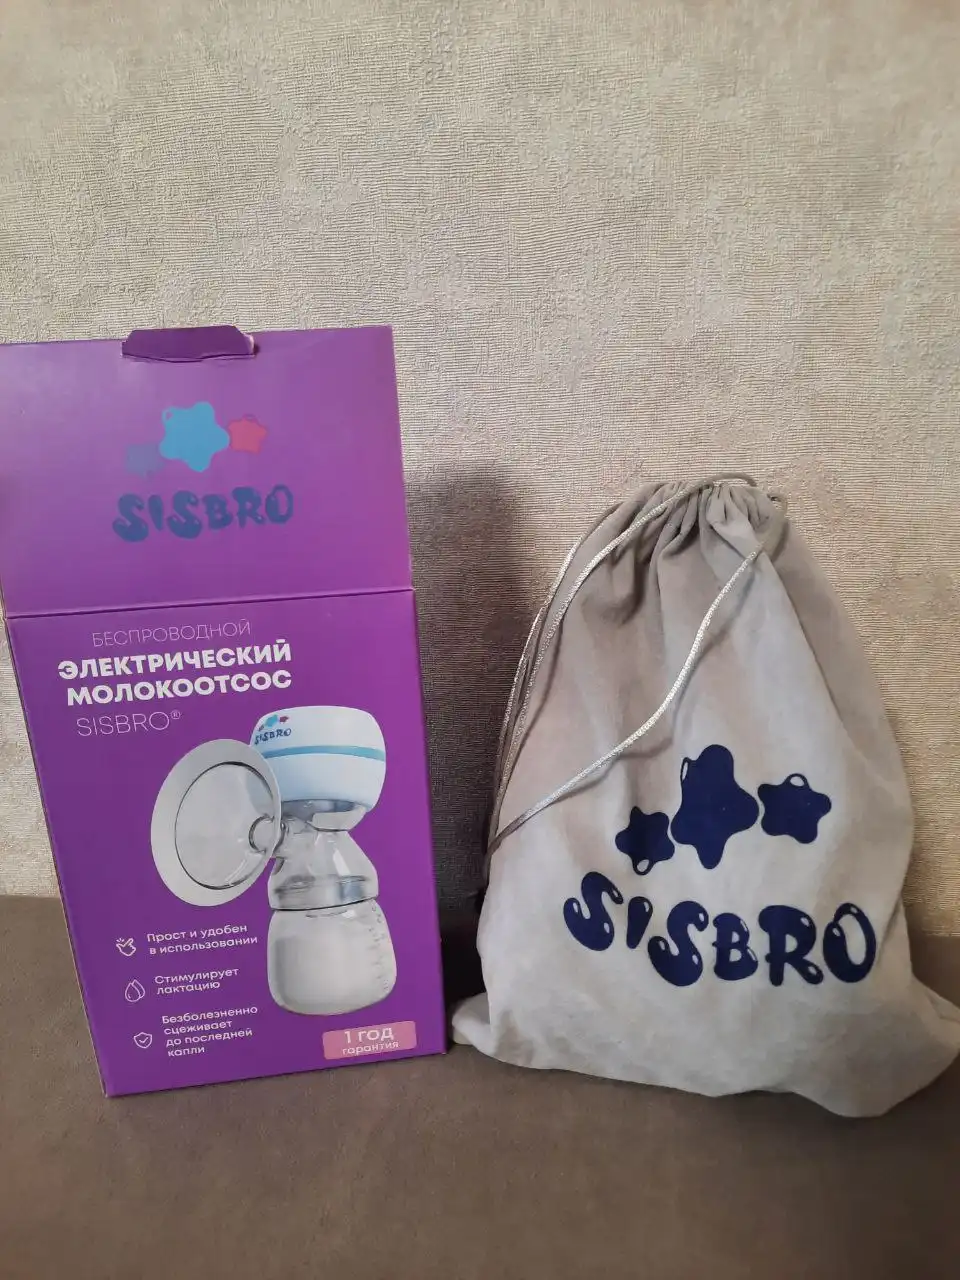 SISBRO
БЕСПРОВОДНОЙ
ЭЛЕКТРИЧЕСКИЙ
МОЛОКООТСОС
SISBRO®
SISBRO
Прост и удобен
в использовании
Стимулирует
лактацию
Безболезненно
сцеживает
до последней
капли
1 год
гарантия
SISBRO